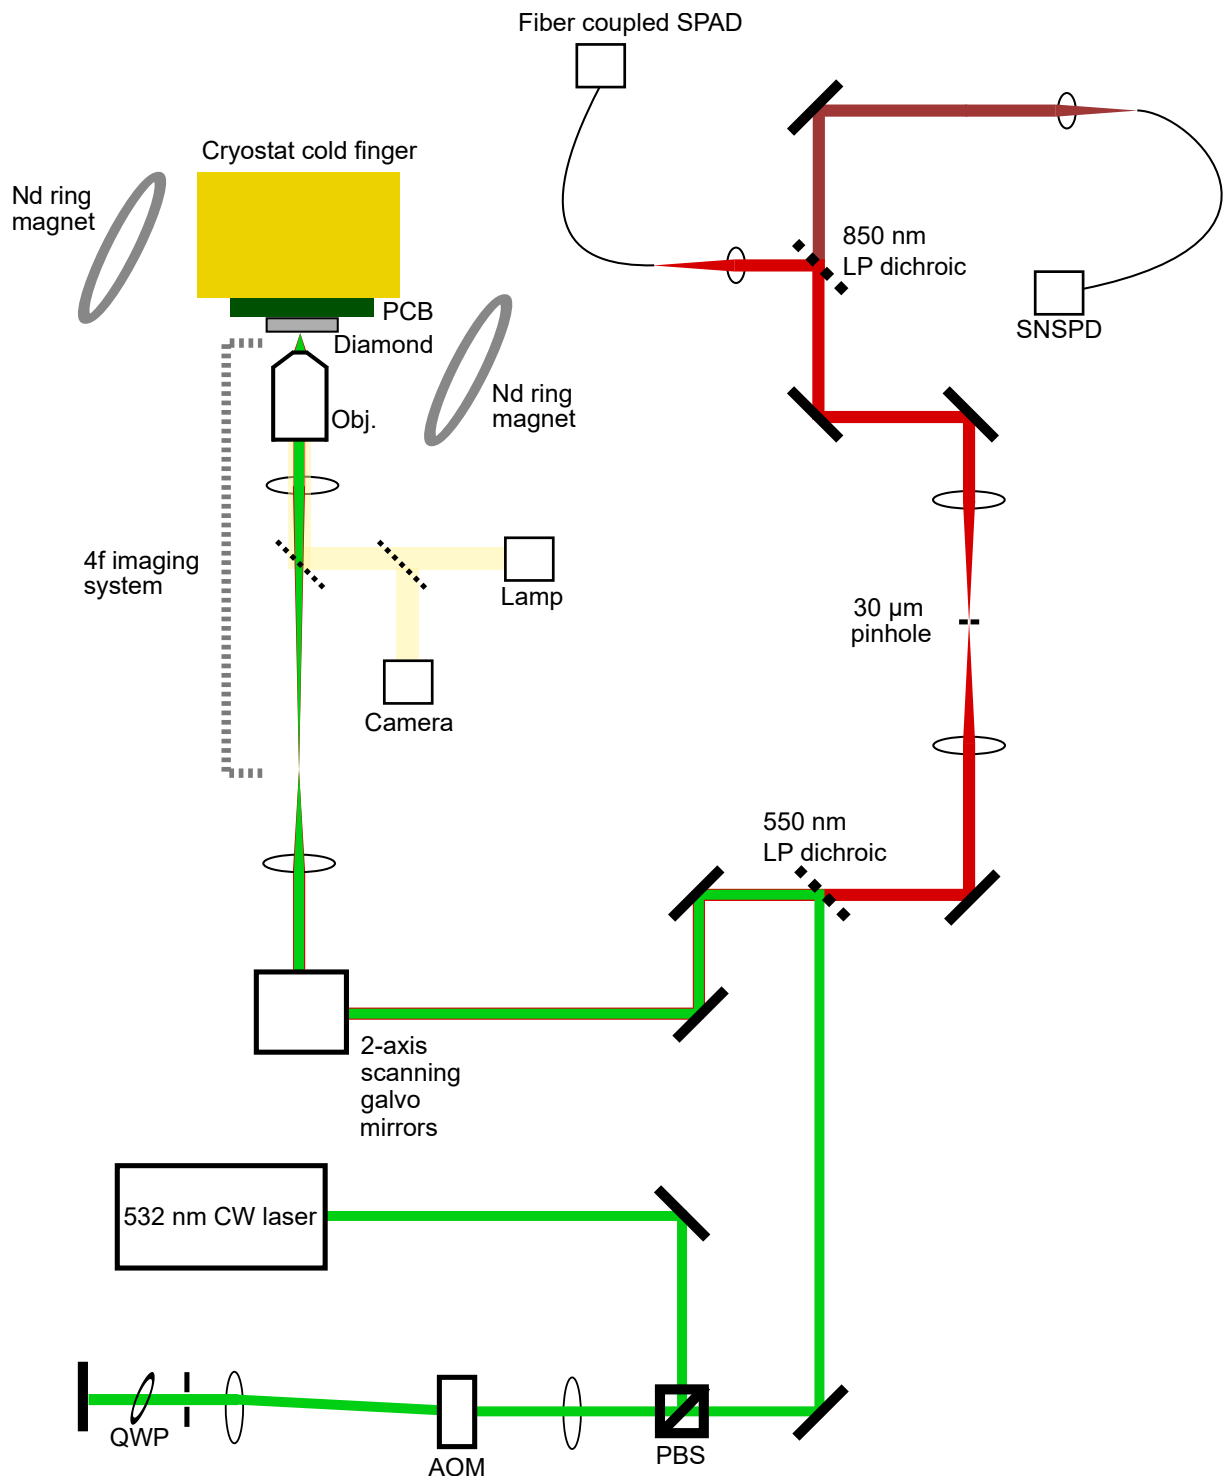 Fiber coupled SPAD
Cryostat cold finger
Nd ring
magnet
850 nm
LP dichroic
PCB
SNSPD
Diamond
Nd ring
magnet
Obj.
4f imaging
system
Lamp
30 µm
pinhole
Camera
550 nm
LP dichroic
2-axis
scanning
galvo
mirrors
532 nm CW laser
QWP
AOM
PBS